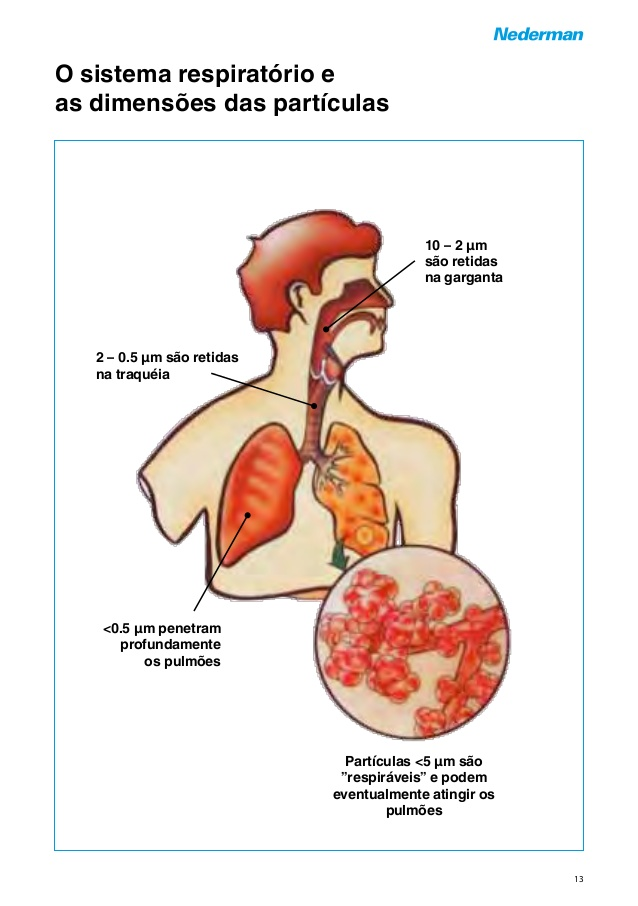 Nederman
O sistema respiratório e
as dimensões das partículas
10 – 2 µm
são retidas
na garganta
2 – 0.5 µm são retidas
na traquéia
<0.5 µm penetram
profundamente
os pulmões
Partículas <5 µm são
”respiráveis” e podem
eventualmente atingir os
pulmões
13